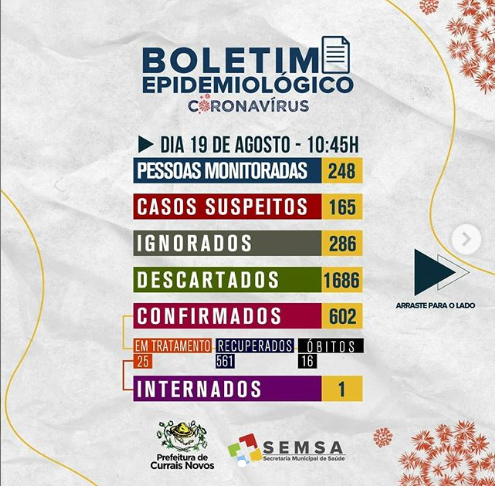 BOLETIM
EPIDEMIOLÓGICO
CORONAVÍRUS
DIA 19 DE AGOSTO - 10:45H
PESSOAS MONITORADAS 248
CASOS SUSPEITOS 165
IGNORADOS 286
DESCARTADOS 1686
CONFIRMADOS 602
EM TRATAMENTO RECUPERADOS ÓBITOS
25 561 16
INTERNADOS 1
ARRASTE PARA O LADO
Prefeitura de
Currais Novos
SEMSA
Secretaria Municipal de Saúde